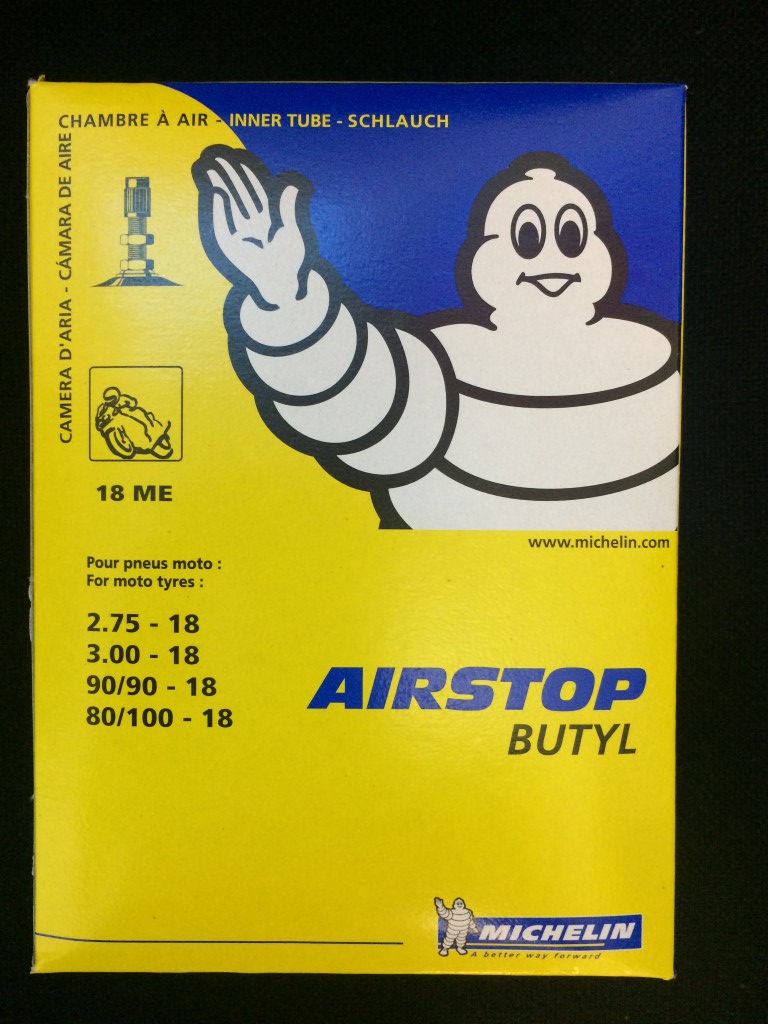 CHAMBRE À AIR - INNER TUBE - SCHLAUCH
CAMERA D'ARIA - CÁMARA DE AIRE
18 ME
www.michelin.com
Pour pneus moto :
For moto tyres :
2.75 - 18
3.00 - 18
90/90 - 18
80/100 - 18
AIRSTOP
BUTYL
MICHELIN
A better way forward